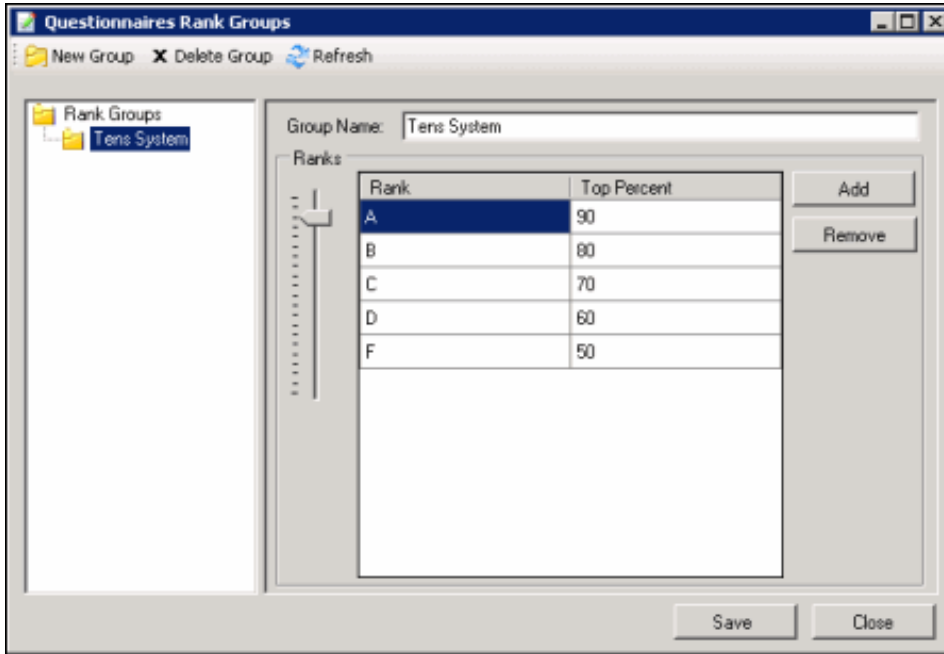 Questionnaires Rank Groups
New Group Delete Group Refresh
Rank Groups
Tens System
Group Name: Tens System
Ranks
Rank Top Percent
A 90
B 80
C 70
D 60
F 50
Add
Remove
Save Close